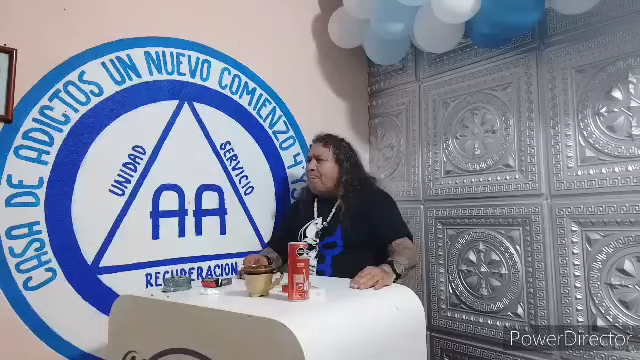 CASA DE ADICTOS UN NUEVO COMIENZO Y
UNIDAD
SERVICIO
AA
RECUPERACION
PowerDirector